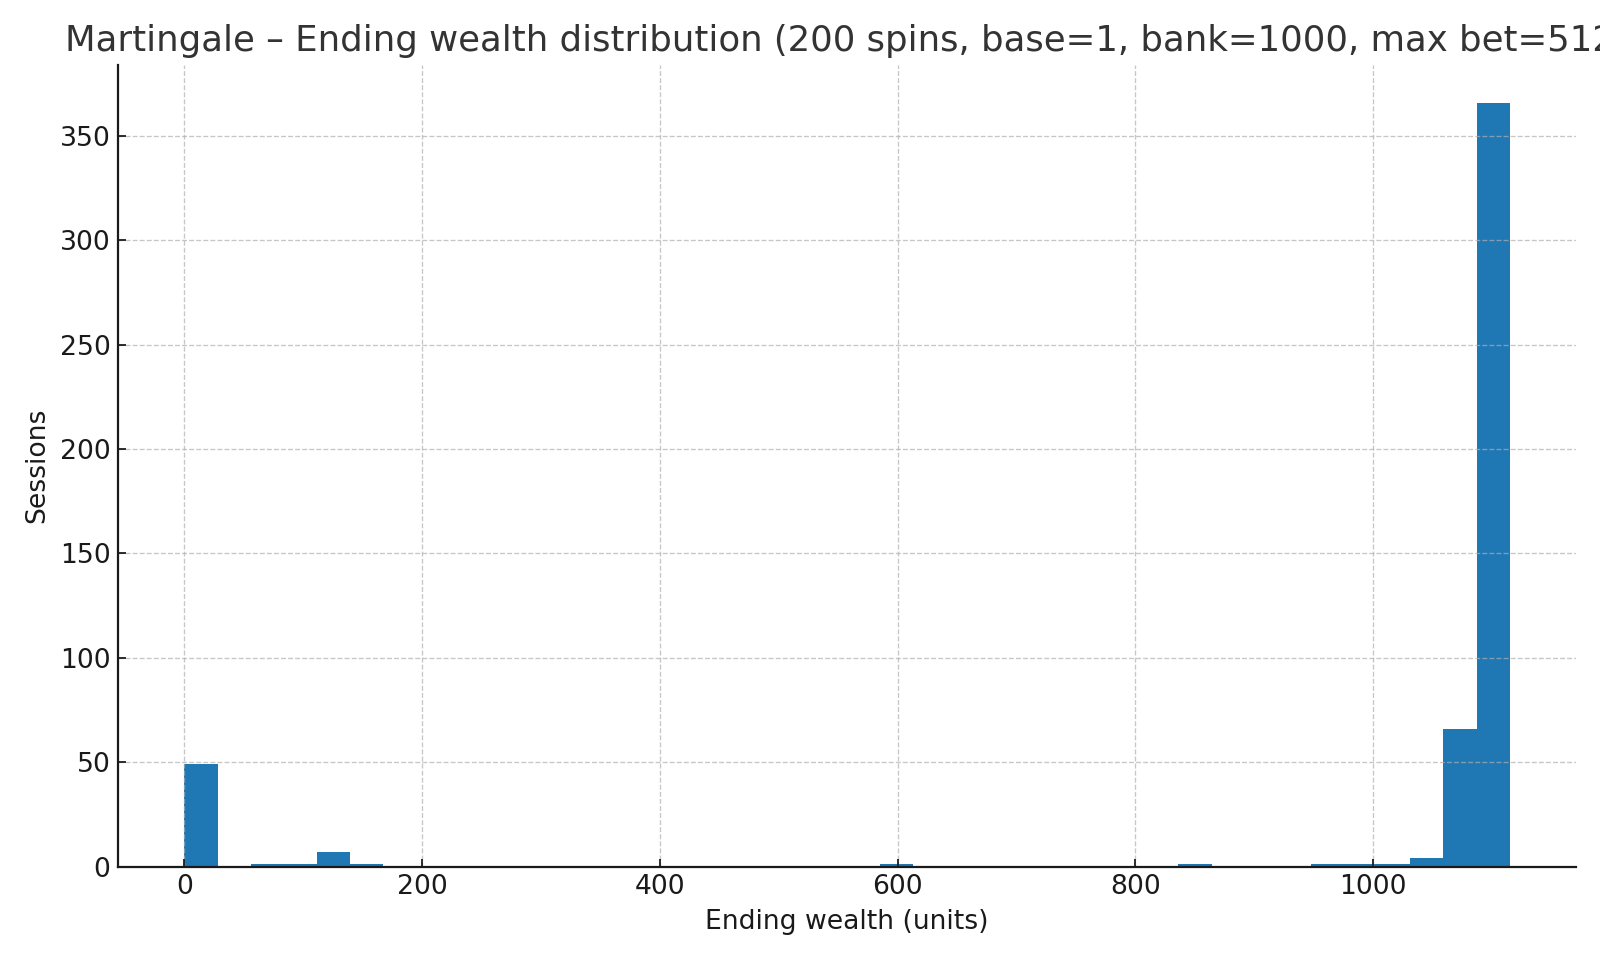 Martingale – Ending wealth distribution (200 spins, base=1, bank=1000, max bet=512
350
300
250
200
150
100
50
0
Sessions
0 200 400 600 800 1000
Ending wealth (units)